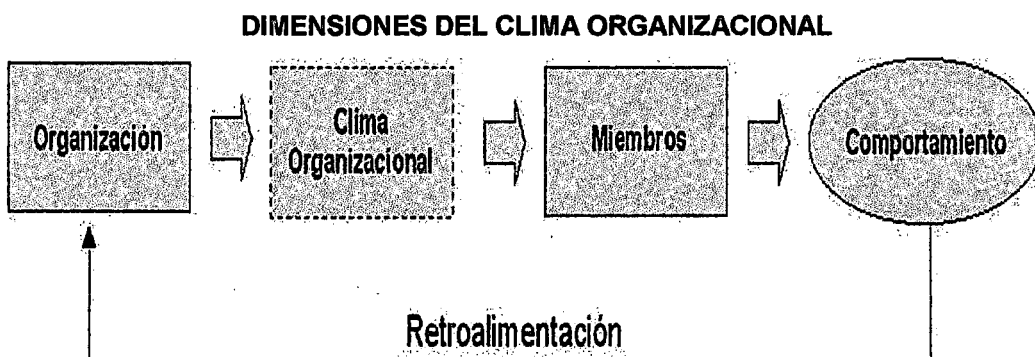 DIMENSIONES DEL CLIMA ORGANIZACIONAL
Organización
Clima
Organizacional
Miembros
Comportamiento
Retroalimentación